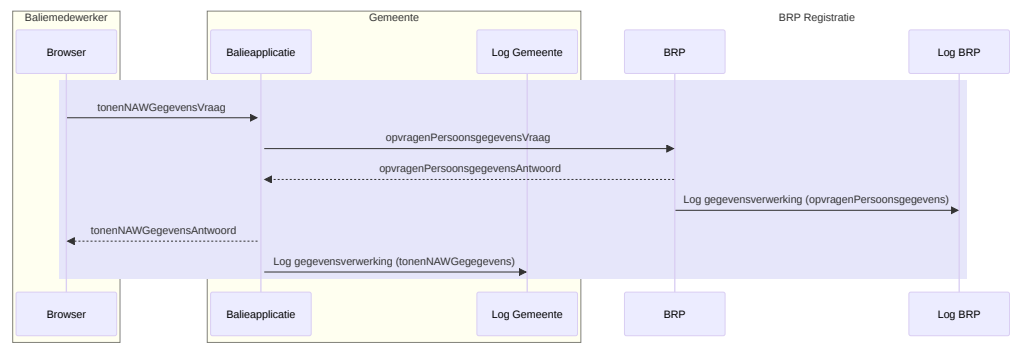 Baliemedewerker
Gemeente
BRP Registratie
Browser
Balieapplicatie
Log Gemeente
BRP
Log BRP
tonenNAWGegevensVraag
opvragenPersoonsgegevensVraag
opvragenPersoonsgegevensAntwoord
Log gegevensverwerking (opvragenPersoonsgegevens)
tonenNAWGegevensAntwoord
Log gegevensverwerking (tonenNAWGegegevens)
Browser
Balieapplicatie
Log Gemeente
BRP
Log BRP